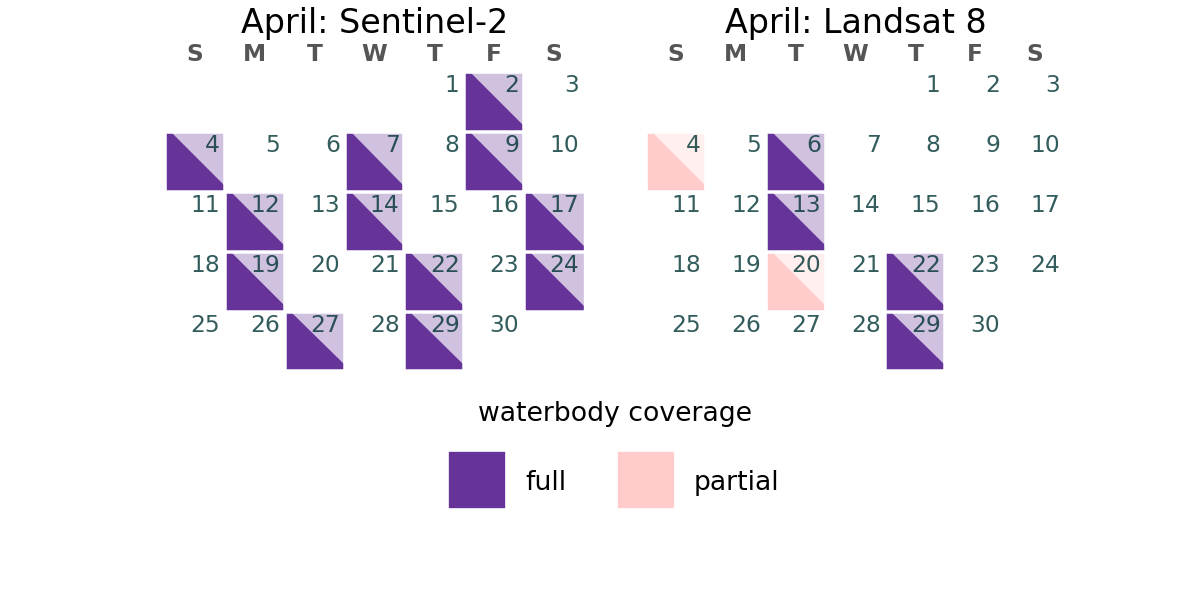 April: Sentinel-2
S M T W T F S
1 2 3
4 5 6 7 8 9 10
11 12 13 14 15 16 17
18 19 20 21 22 23 24
25 26 27 28 29 30
April: Landsat 8
S M T W T F S
1 2 3
4 5 6 7 8 9 10
11 12 13 14 15 16 17
18 19 20 21 22 23 24
25 26 27 28 29 30
waterbody coverage
full
partial